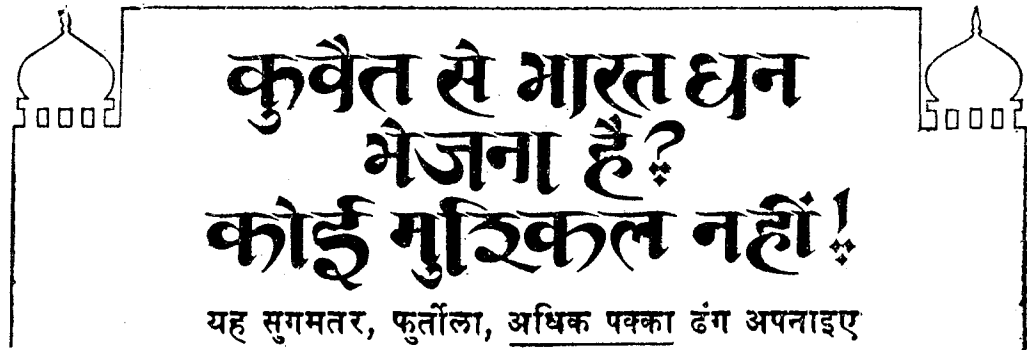 कुवैत से भारत धन
भेजना है?
कोई मुश्किल नहीं!
यह सुगमतर, फुर्तीला, अधिक पक्का ढंग अपनाइए